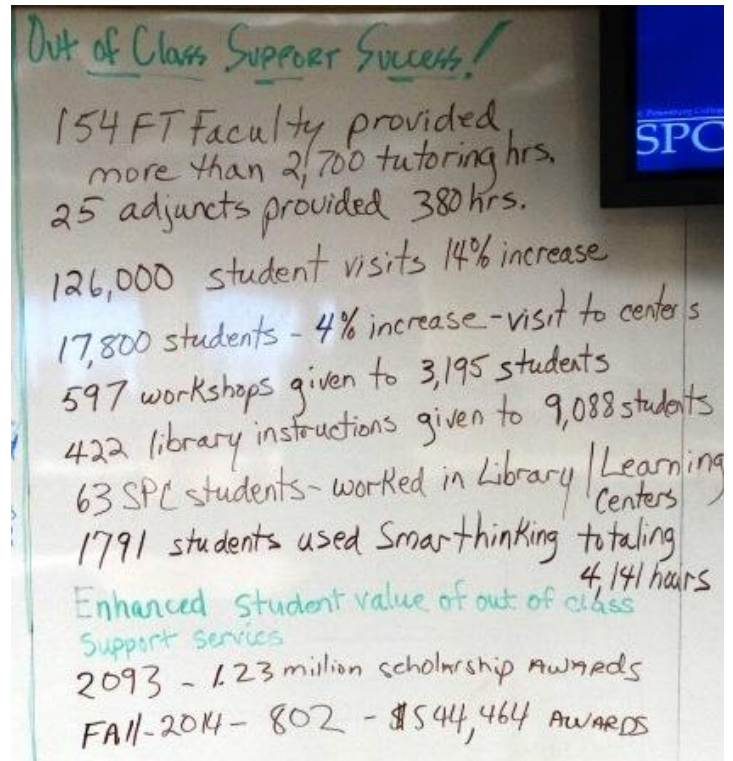 Out of Class Support Success!
St. Petersburg College
SPC
154 FT Faculty provided
more than 2,700 tutoring hrs.
25 adjuncts provided 380 hrs.
126,000 student visits 14% increase
17,800 students - 4% increase - visit to centers
597 workshops given to 3,195 students
422 library instructions given to 9,088 students
63 SPC students - worked in Library / Learning
Centers
1791 students used Smarthinking totaling
4,141 hours
Enhanced Student value of out of class
Support services
2093 - 1.23 million scholarship Awards
FAll-2014 - 802 - $544,464 AWARDS